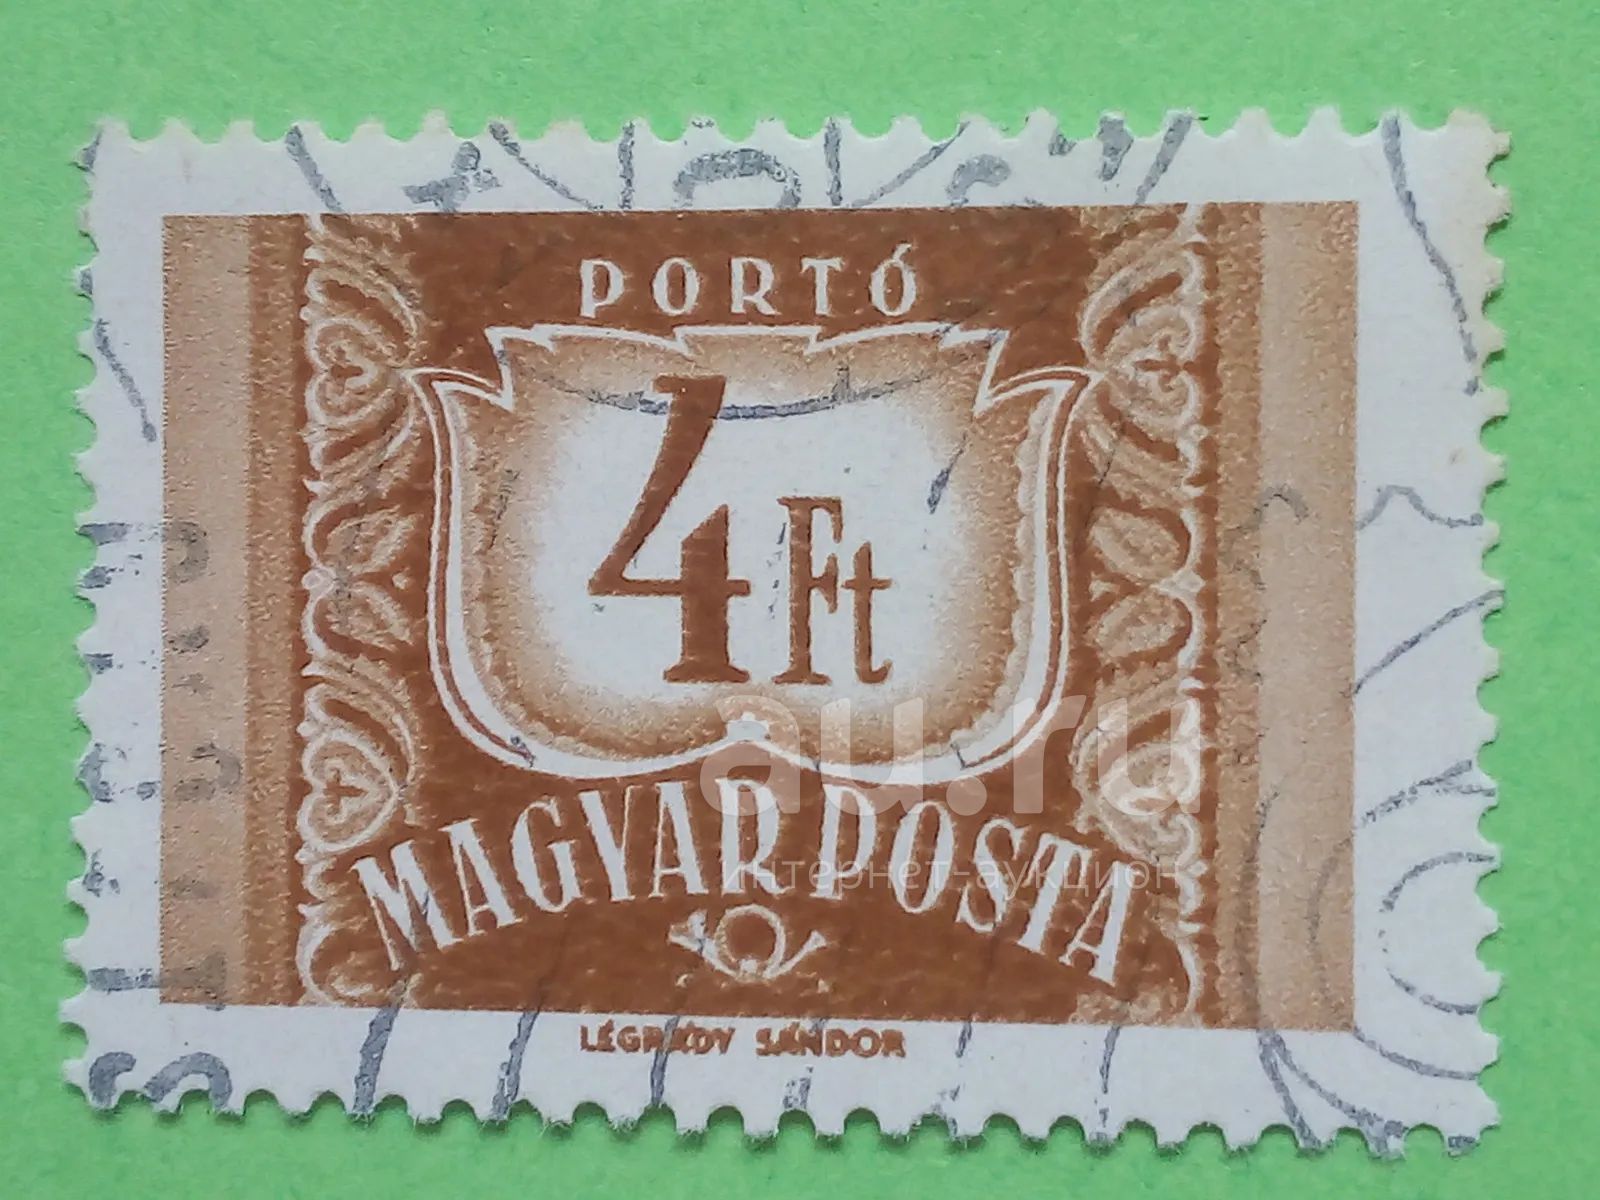 PORTÓ
4 Ft
MAGYAR POSTA
LÉGRÁDY SÁNDOR
au.ru
интернет-аукцион